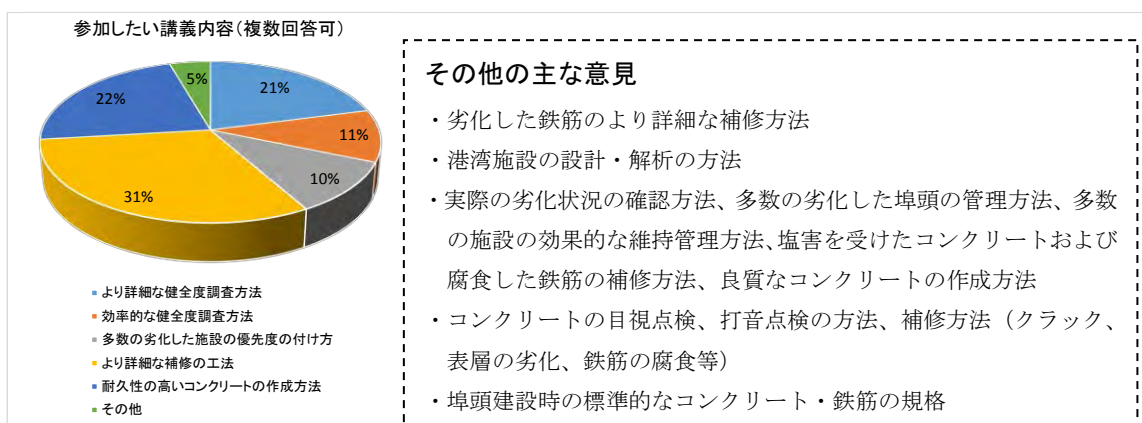 参加したい講義内容(複数回答可)
5%
21%
22%
11%
10%
31%
▪ より詳細な健全度調査方法
▪ 効率的な健全度調査方法
▪ 多数の劣化した施設の優先度の付け方
▪ より詳細な補修の工法
▪ 耐久性の高いコンクリートの作成方法
▪ その他
その他の主な意見
・劣化した鉄筋のより詳細な補修方法
・港湾施設の設計・解析の方法
・実際の劣化状況の確認方法、多数の劣化した埠頭の管理方法、多数
の施設の効果的な維持管理方法、塩害を受けたコンクリートおよび
腐食した鉄筋の補修方法、良質なコンクリートの作成方法
・コンクリートの目視点検、打音点検の方法、補修方法（クラック、
表層の劣化、鉄筋の腐食等）
・埠頭建設時の標準的なコンクリート・鉄筋の規格